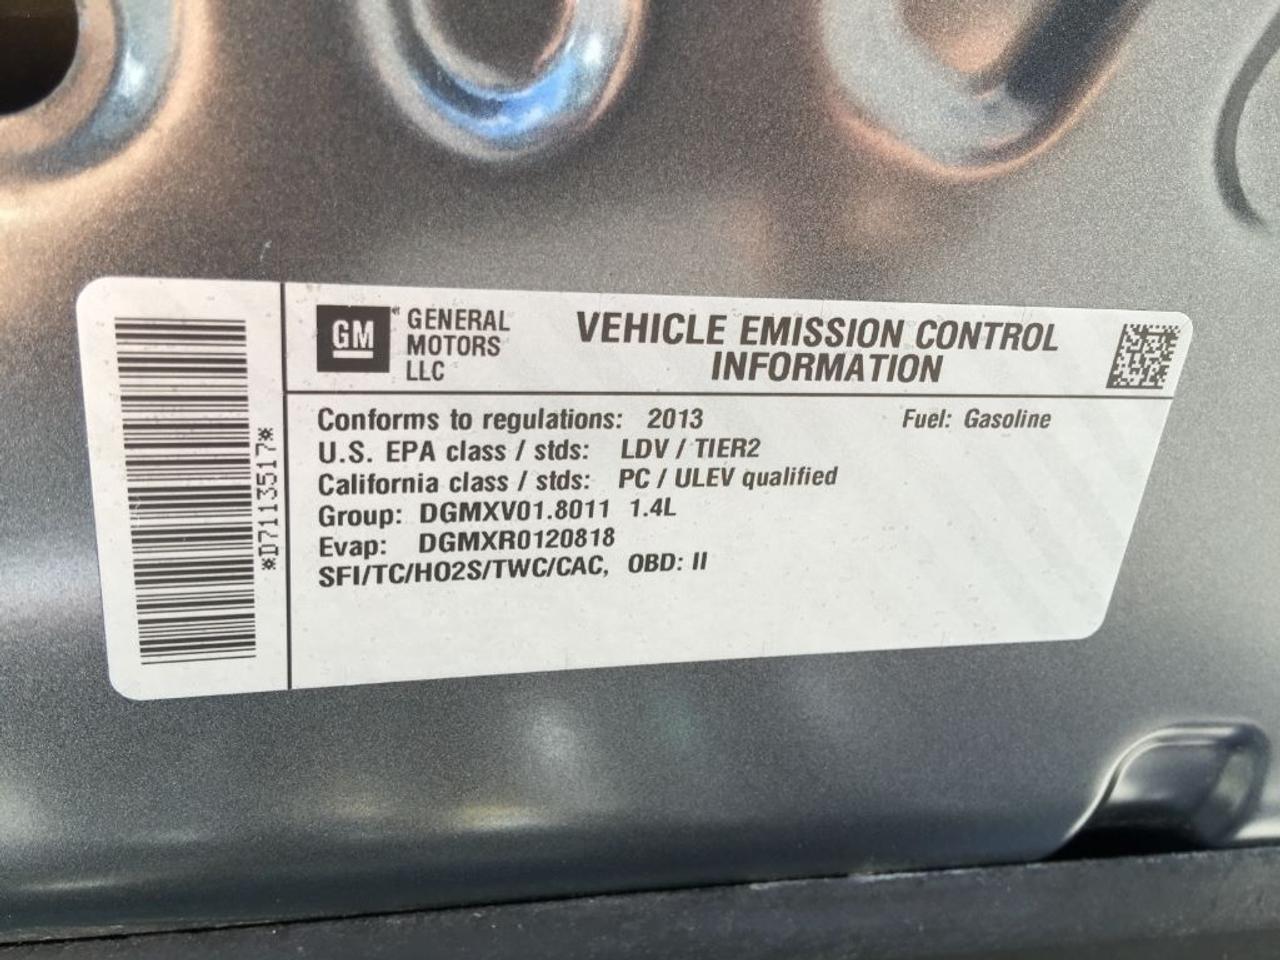 *D7113517*
GM
GENERAL
MOTORS
LLC
VEHICLE EMISSION CONTROL
INFORMATION
Conforms to regulations: 2013 Fuel: Gasoline
U.S. EPA class / stds: LDV / TIER2
California class / stds: PC / ULEV qualified
Group: DGMXV01.8011 1.4L
Evap: DGMXR0120818
SFI/TC/HO2S/TWC/CAC, OBD: II